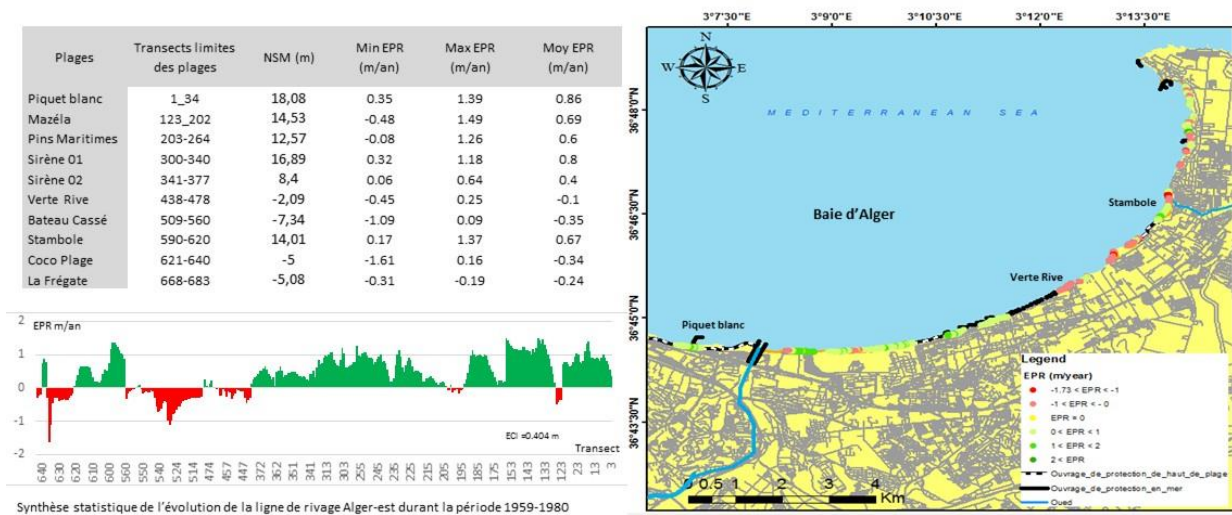 Plages Transects limites des plages NSM (m) Min EPR (m/an) Max EPR (m/an) Moy EPR (m/an)
Piquet blanc 1_34 18,08 0.35 1.39 0.86
Mazéla 123_202 14,53 -0.48 1.49 0.69
Pins Maritimes 203-264 12,57 -0.08 1.26 0.6
Sirène 01 300-340 16,89 0.32 1.18 0.8
Sirène 02 341-377 8,4 0.06 0.64 0.4
Verte Rive 438-478 -2,09 -0.45 0.25 -0.1
Bateau Cassé 509-560 -7,34 -1.09 0.09 -0.35
Stambole 590-620 14,01 0.17 1.37 0.67
Coco Plage 621-640 -5 -1.61 0.16 -0.34
La Frégate 668-683 -5,08 -0.31 -0.19 -0.24
2
EPR m/an
1
0
-1
ECI =0.404 m
Transect
-2
640 630 620 610 600 560 550 540 524 514 474 457 447 372 362 351 341 313 303 255 245 235 225 215 205 195 185 175 153 143 133 123 23 13 3
Synthèse statistique de l’évolution de la ligne de rivage Alger-est durant la période 1959-1980
3°7'30"E 3°9'0"E 3°10'30"E 3°12'0"E 3°13'30"E
N
W E
S
36°48'0"N
MEDITERRANEAN SEA
36°46'30"N
Stambole
Baie d’Alger
Verte Rive
36°45'0"N
Piquet blanc
36°43'30"N
Legend
EPR (m/year)
-1.73 < EPR < -1
-1 < EPR < - 0
EPR = 0
0 < EPR < 1
1 < EPR < 2
2 < EPR
Ouvrage_de_protection_de_haut_de_plage
Ouvrage_de_protection_en_mer
Oued
0 0.5 1 2 3 4
Km